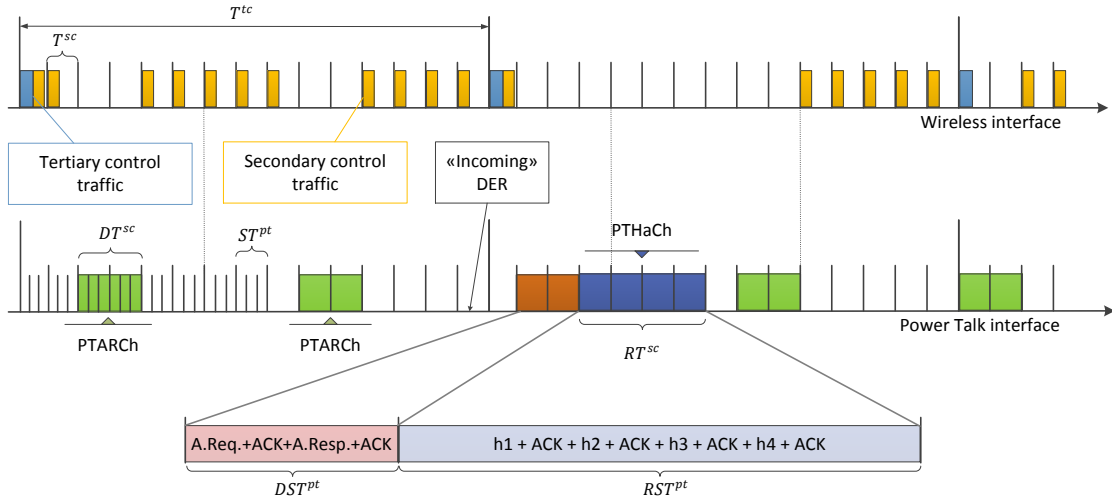 T^{tc}
T^{sc}
Wireless interface
Tertiary control
traffic
Secondary control
traffic
«Incoming»
DER
DT^{sc}
ST^{pt}
PTHaCh
PTARCh
PTARCh
RT^{sc}
Power Talk interface
A.Req.+ACK+A.Resp.+ACK
h1 + ACK + h2 + ACK + h3 + ACK + h4 + ACK
DST^{pt}
RST^{pt}